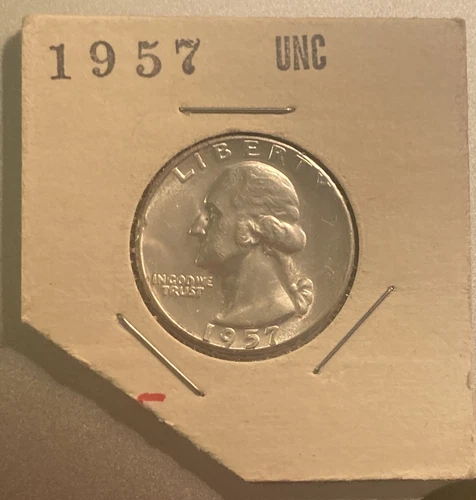 1957 UNC
LIBERTY
IN GOD WE
TRUST
1957